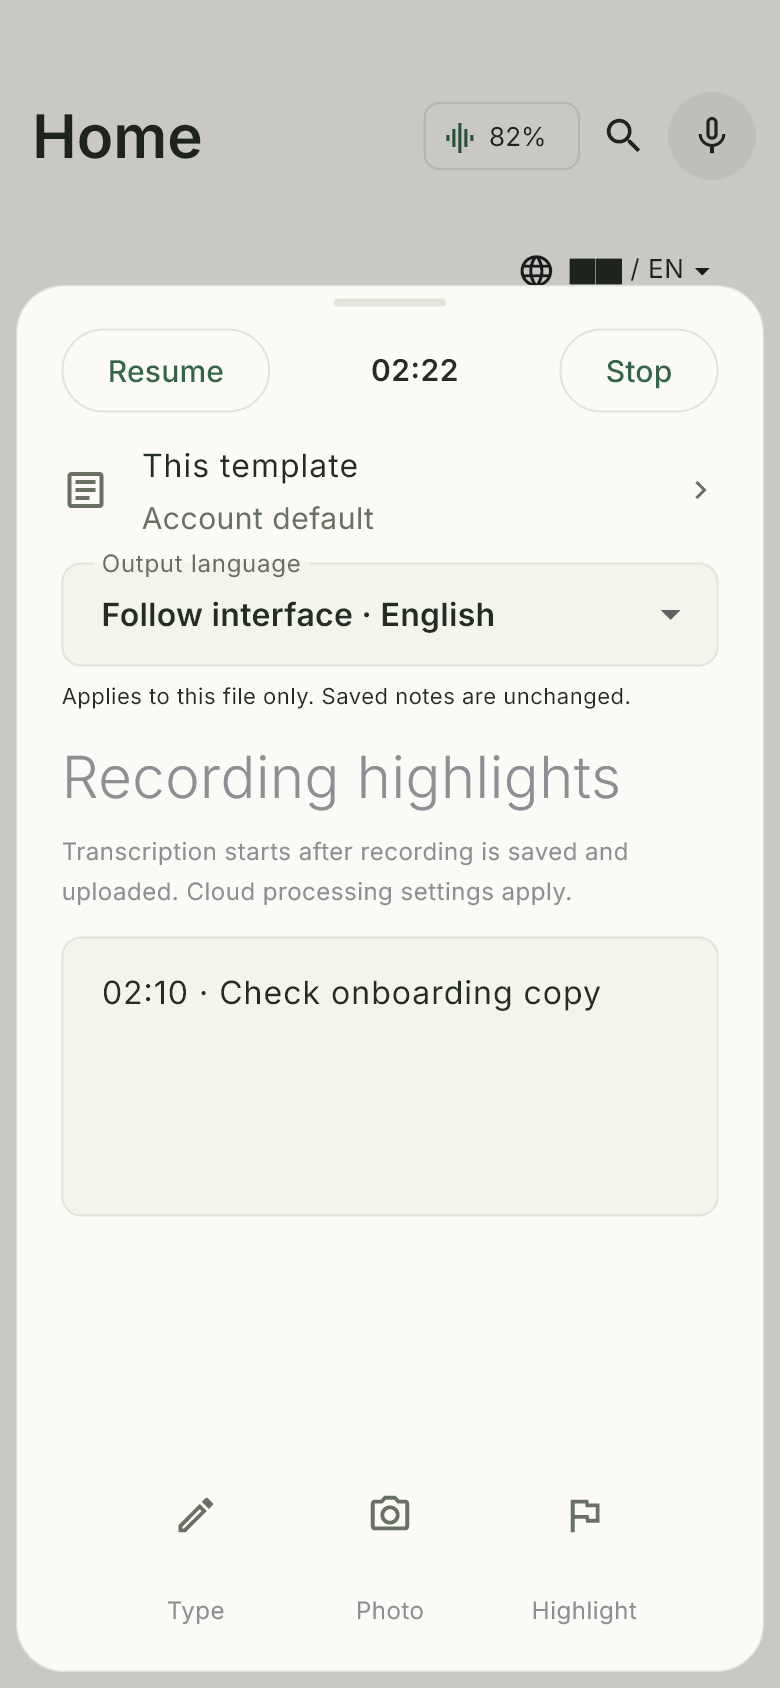 Home
82%
/ EN
Resume
02:22
Stop
This template
Account default
Output language
Follow interface · English
Applies to this file only. Saved notes are unchanged.
Recording highlights
Transcription starts after recording is saved and
uploaded. Cloud processing settings apply.
02:10 · Check onboarding copy
Type
Photo
Highlight